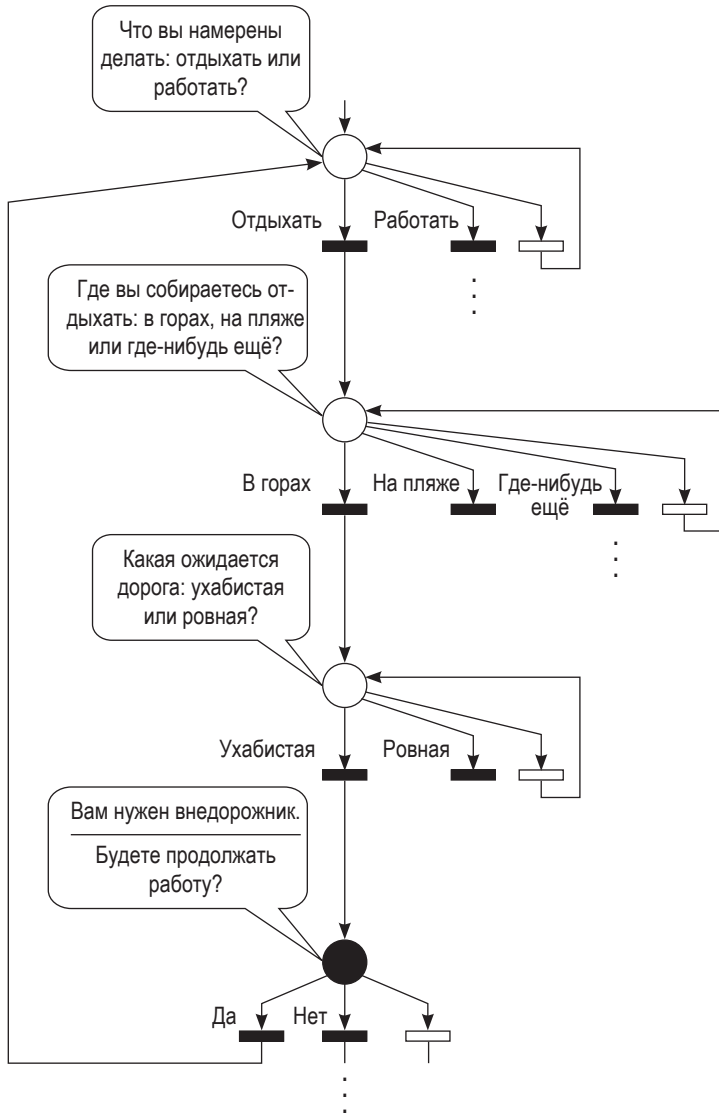 Что вы намерены
делать: отдыхать или
работать?
Отдыхать
Работать
Где вы собираетесь от-
дыхать: в горах, на пляже
или где-нибудь ещё?
В горах
На пляже
Где-нибудь
ещё
Какая ожидается
дорога: ухабистая
или ровная?
Ухабистая
Ровная
Вам нужен внедорожник.
Будете продолжать
работу?
Да
Нет